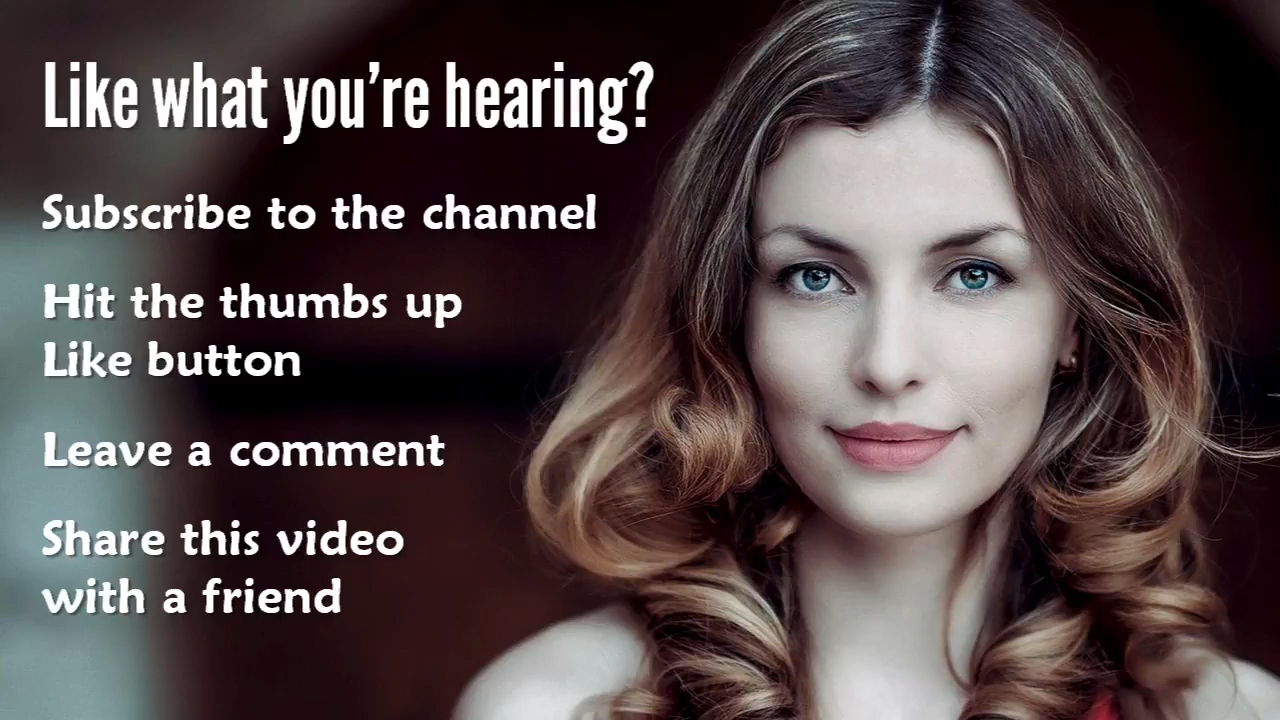 Like what you’re hearing?
Subscribe to the channel
Hit the thumbs up
Like button
Leave a comment
Share this video
with a friend